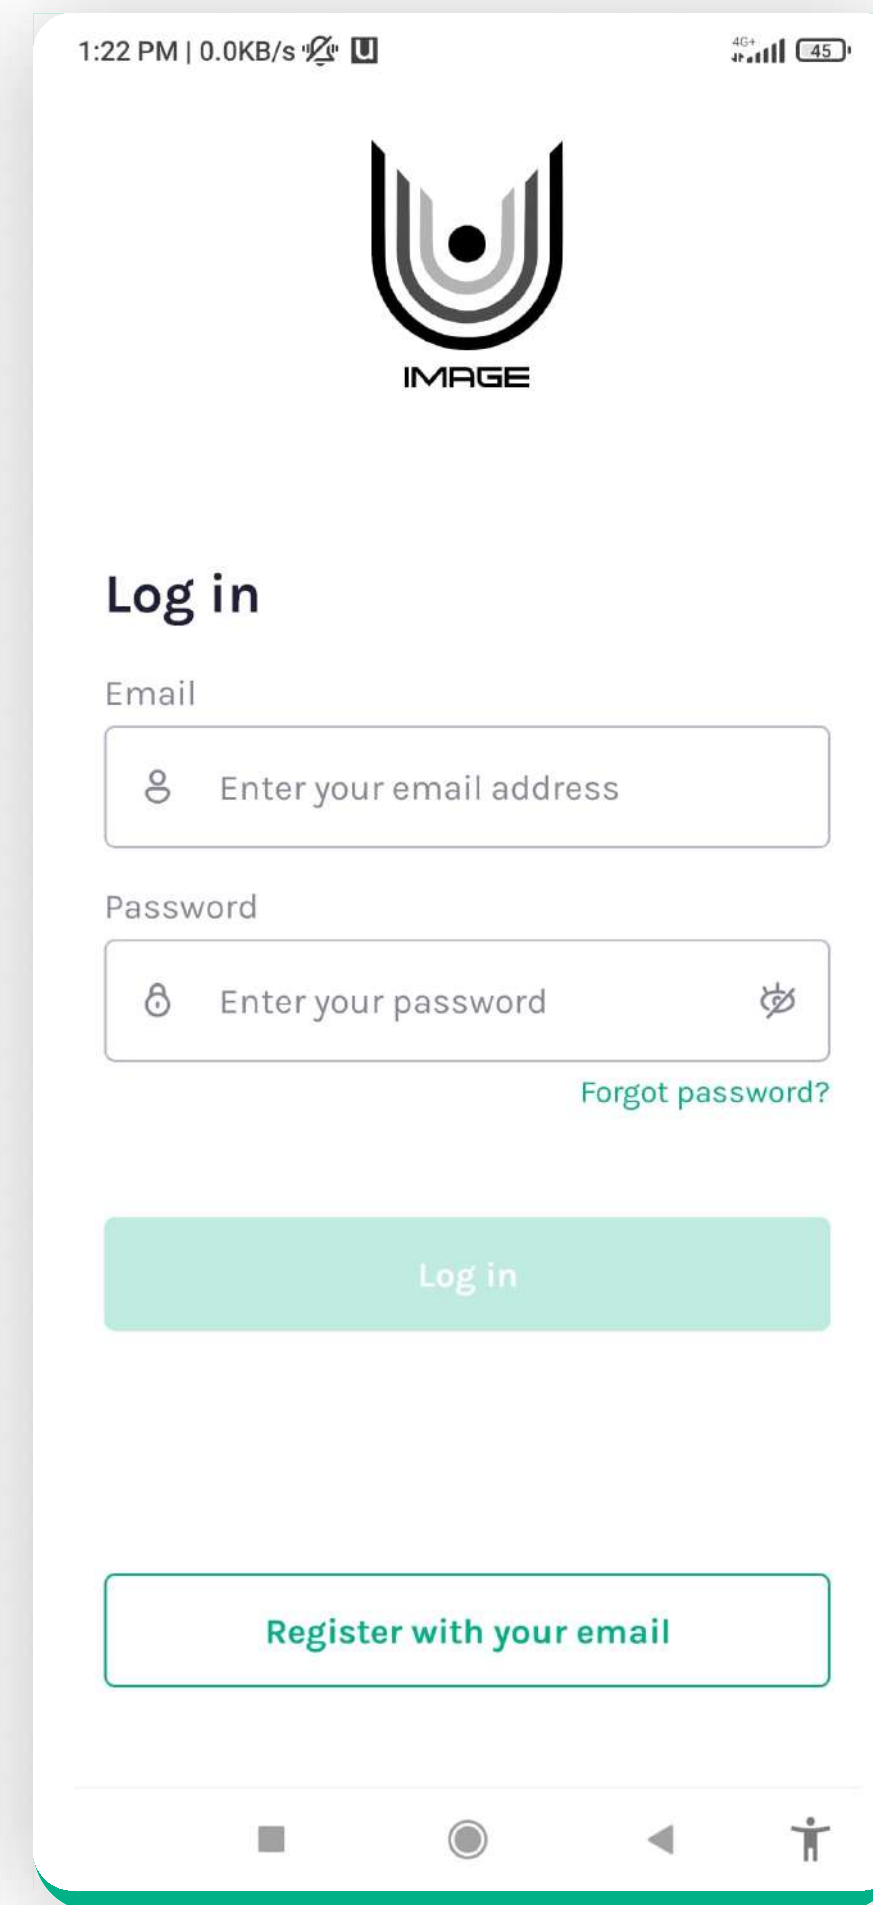 1:22 PM | 0.0KB/s
4G+
45
IMAGE
Log in
Email
Enter your email address
Password
Enter your password
Forgot password?
Log in
Register with your email